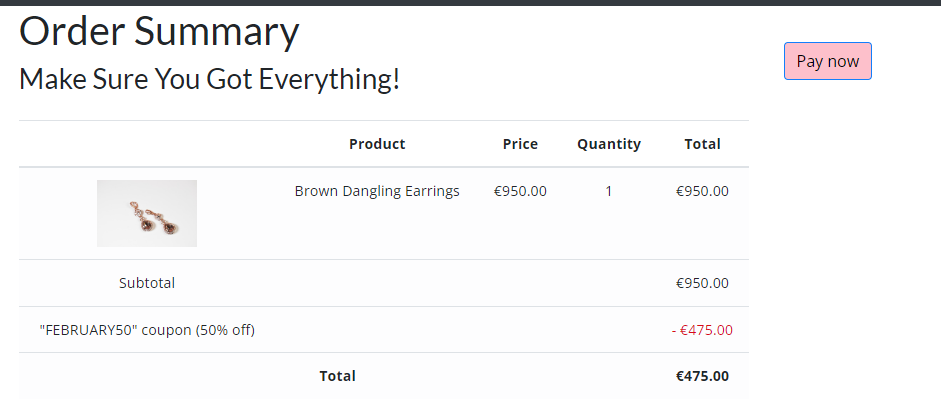 Order Summary
Pay now
Make Sure You Got Everything!
Product Price Quantity Total
Brown Dangling Earrings €950.00 1 €950.00
Subtotal €950.00
"FEBRUARY50" coupon (50% off) - €475.00
Total €475.00